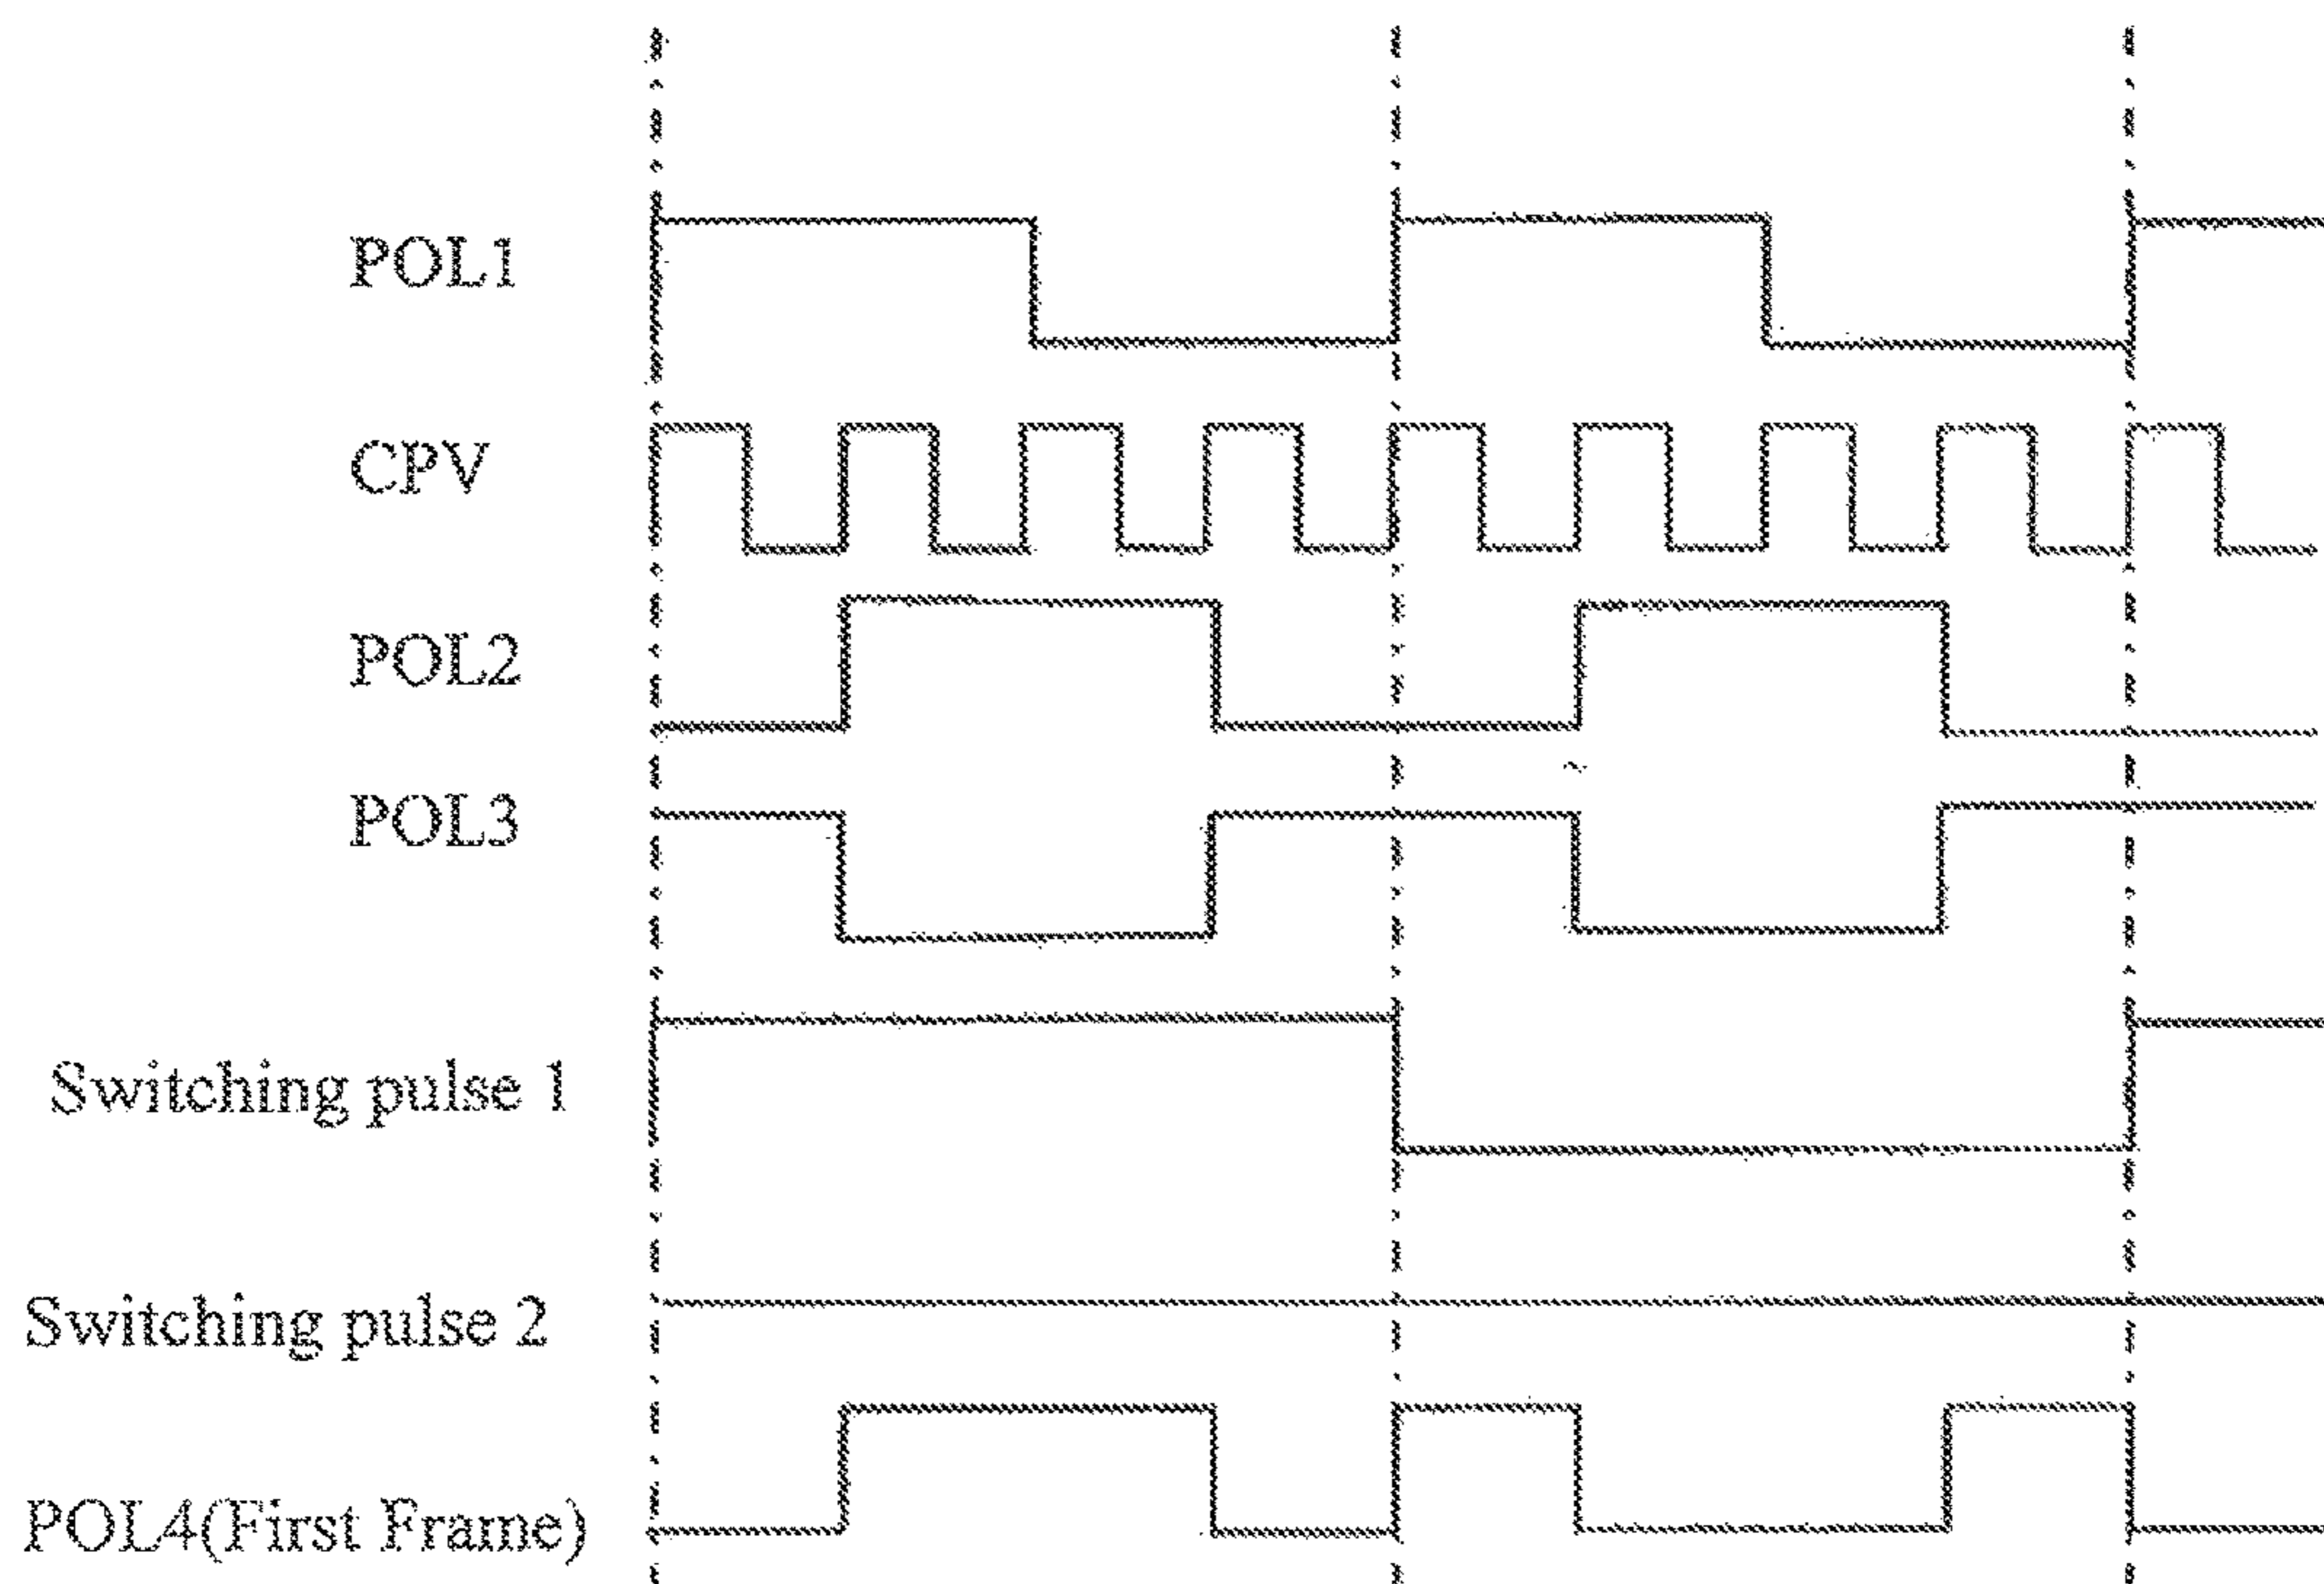 POL1
CPV
POL2
POL3
Switching pulse 1
Switching pulse 2
POL4(First Frame)